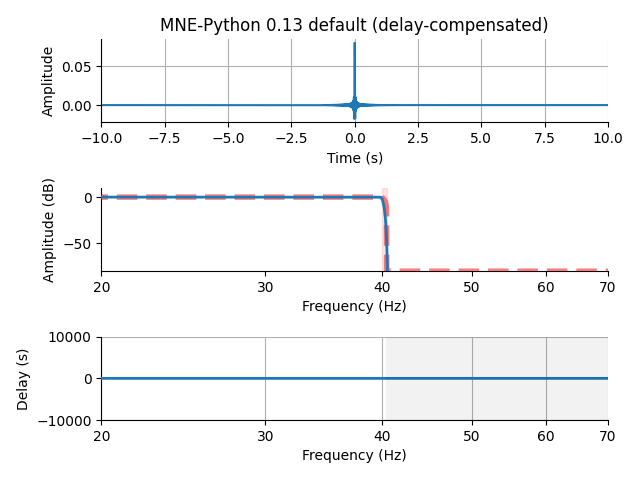 MNE-Python 0.13 default (delay-compensated)
Amplitude
0.05
0.00
−10.0 −7.5 −5.0 −2.5 0.0 2.5 5.0 7.5 10.0
Time (s)
Amplitude (dB)
0
−50
20 30 40 50 60 70
Frequency (Hz)
Delay (s)
10000
0
−10000
20 30 40 50 60 70
Frequency (Hz)